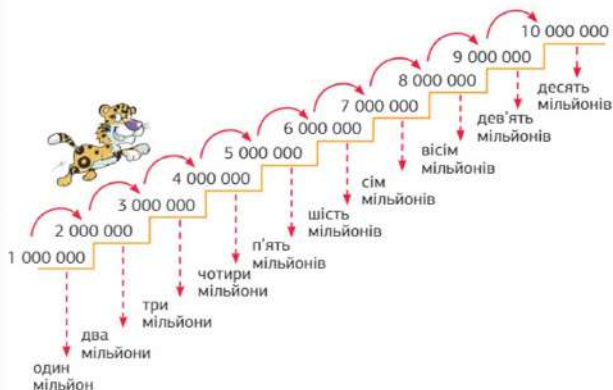 1 000 000
один
мільйон
2 000 000
два
мільйони
3 000 000
три
мільйони
4 000 000
чотири
мільйони
5 000 000
п'ять
мільйонів
6 000 000
шість
мільйонів
7 000 000
сім
мільйонів
8 000 000
вісім
мільйонів
9 000 000
дев'ять
мільйонів
10 000 000
десять
мільйонів